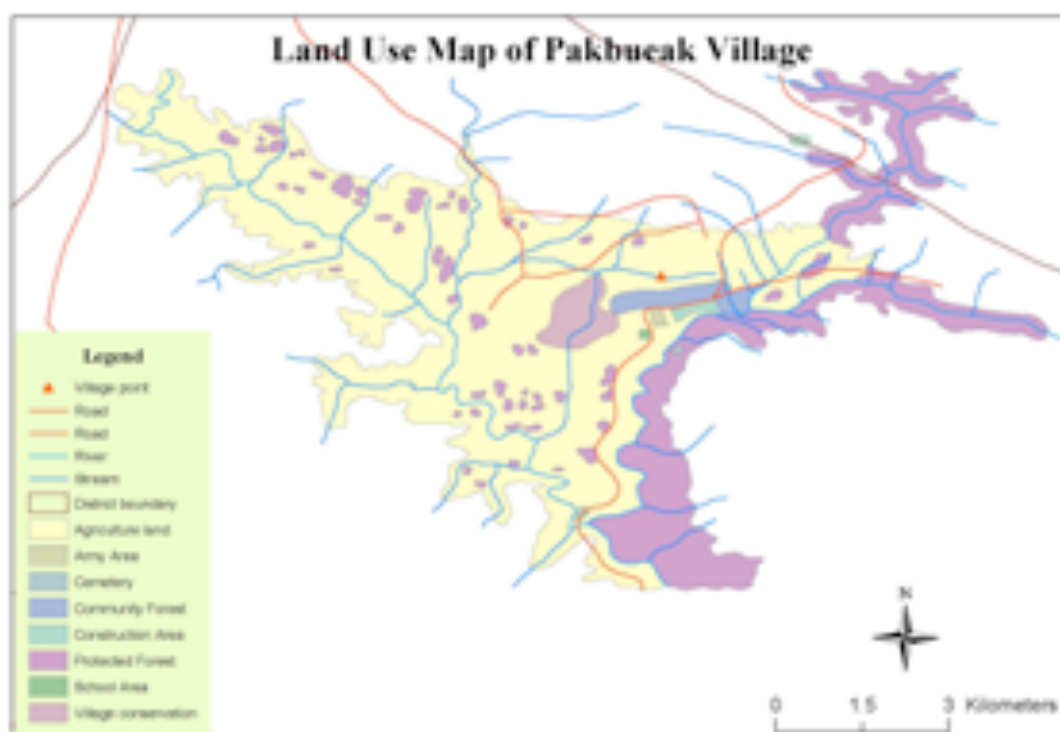 Land Use Map of Pakbueak Village
Legend
Village point
Road
Road
River
Stream
District boundary
Agriculture land
Army Area
Cemetery
Community Forest
Construction Area
Protected Forest
School Area
Village conservation
N
0 1.5 3 Kilometers